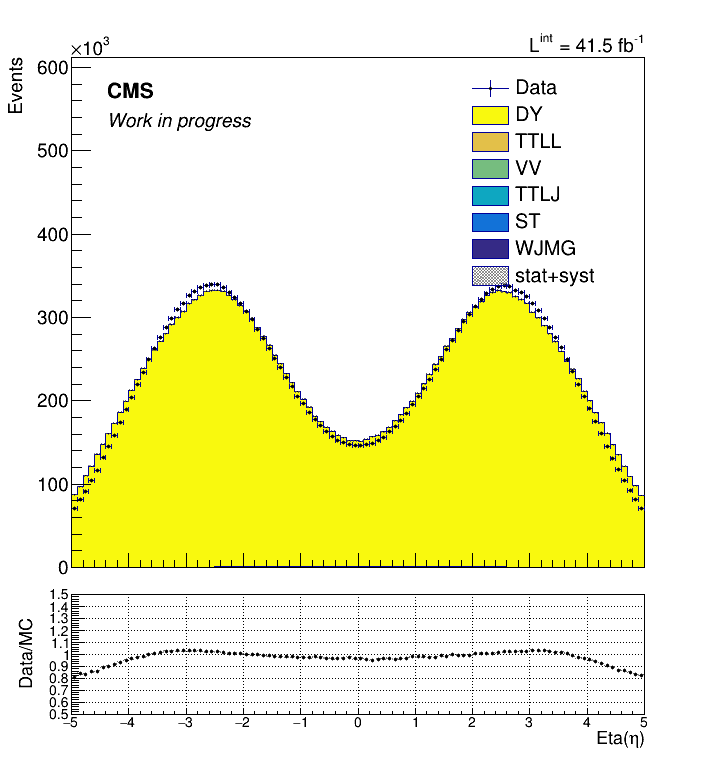 ×10³
L^int = 41.5 fb⁻¹
Events
600
500
400
300
200
100
0
CMS
Work in progress
Data
DY
TTLL
VV
TTLJ
ST
WJMG
stat+syst
Data/MC
1.5
1.4
1.3
1.2
1.1
1
0.9
0.8
0.7
0.6
0.5
−5 −4 −3 −2 −1 0 1 2 3 4 5
Eta(η)